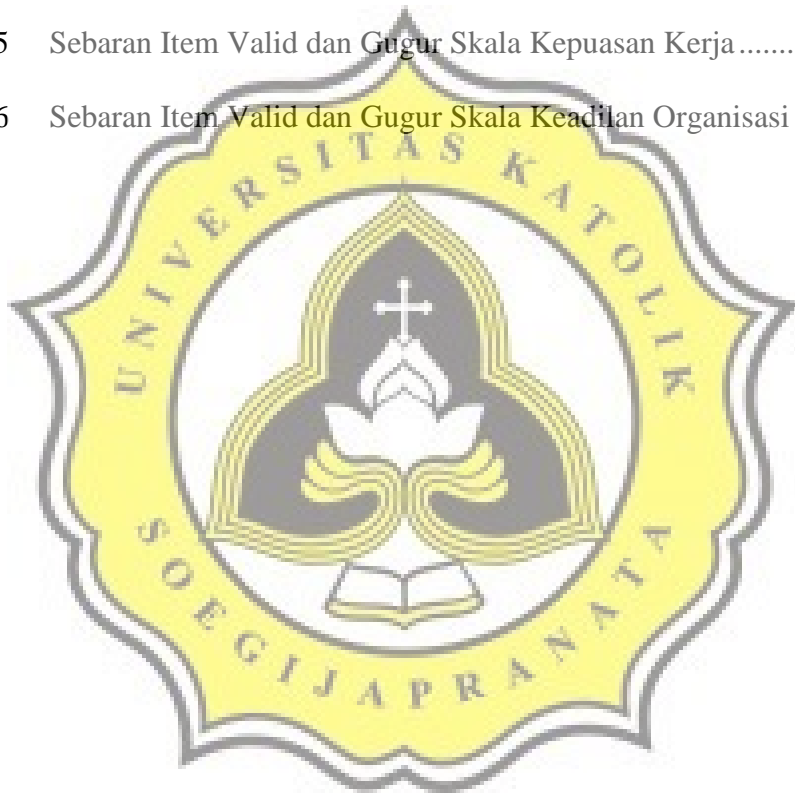 5 Sebaran Item Valid dan Gugur Skala Kepuasan Kerja.......
6 Sebaran Item Valid dan Gugur Skala Keadilan Organisasi
UNIVERSITAS KATOLIK
SOEGIJAPRANATA